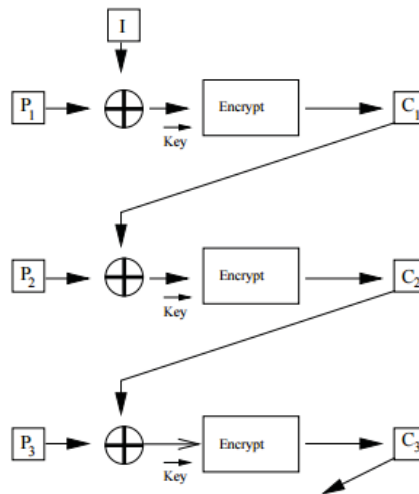 I
P1 Encrypt C1
Key
P2 Encrypt C2
Key
P3 Encrypt C3
Key